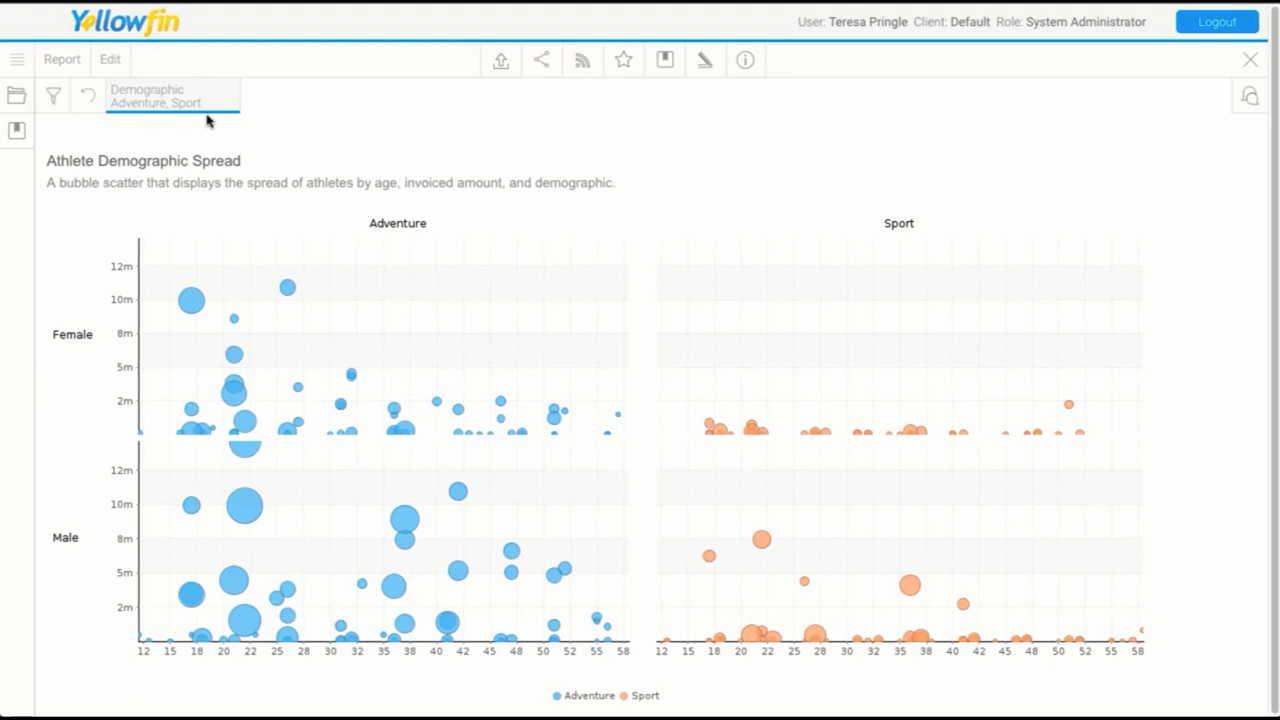 Yellowfin
User: Teresa Pringle Client: Default Role: System Administrator
Logout
Report
Edit
Demographic
Adventure, Sport
Athlete Demographic Spread
A bubble scatter that displays the spread of athletes by age, invoiced amount, and demographic.
Adventure
Sport
12m
10m
Female
8m
5m
2m
12m
10m
Male
8m
5m
2m
12 15 18 20 22 25 28 30 32 35 38 40 42 45 48 50 52 55 58
12 15 18 20 22 25 28 30 32 35 38 40 42 45 48 50 52 55 58
Adventure Sport